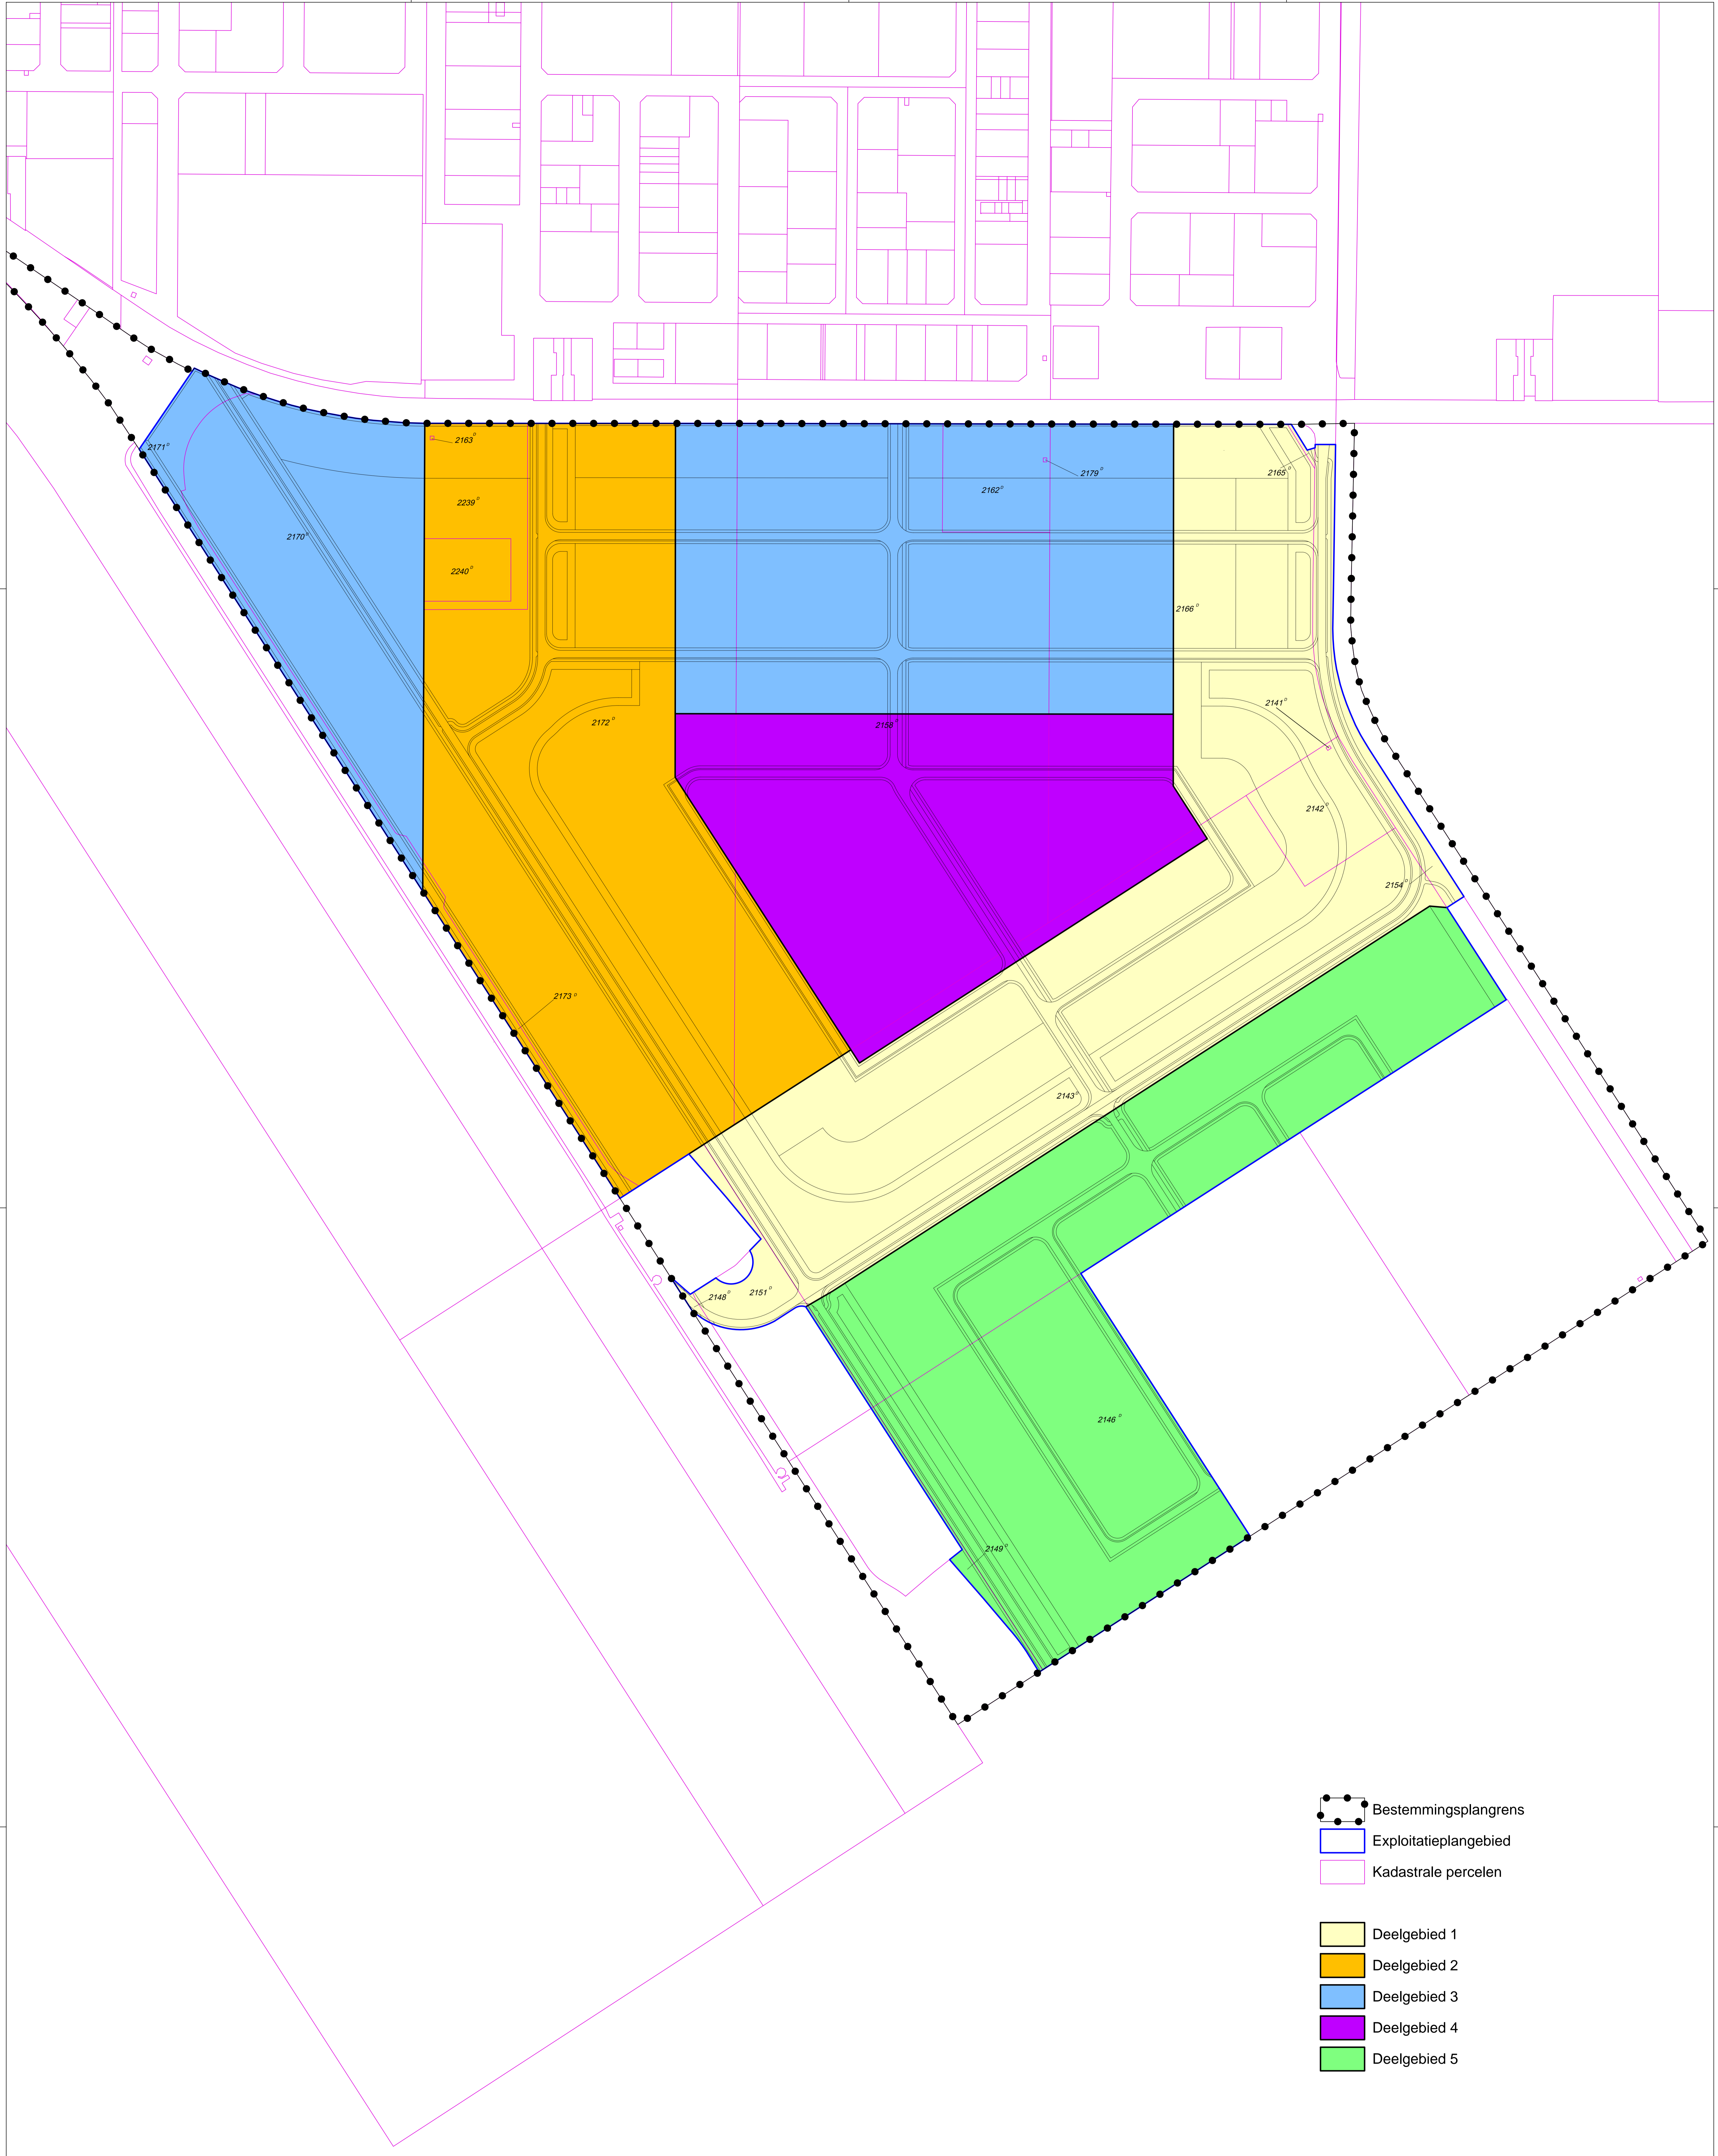 2163 D
2171 D
2179 D
2165 D
2162 D
2239 D
2170 D
2240 D
2166 D
2141 D
2172 D
2158
2142 D
2154 D
2173 D
2143 D
2151 D
2148 D
2146 D
2149 D
Bestemmingsplangrens
Exploitatieplangebied
Kadastrale percelen
Deelgebied 1
Deelgebied 2
Deelgebied 3
Deelgebied 4
Deelgebied 5